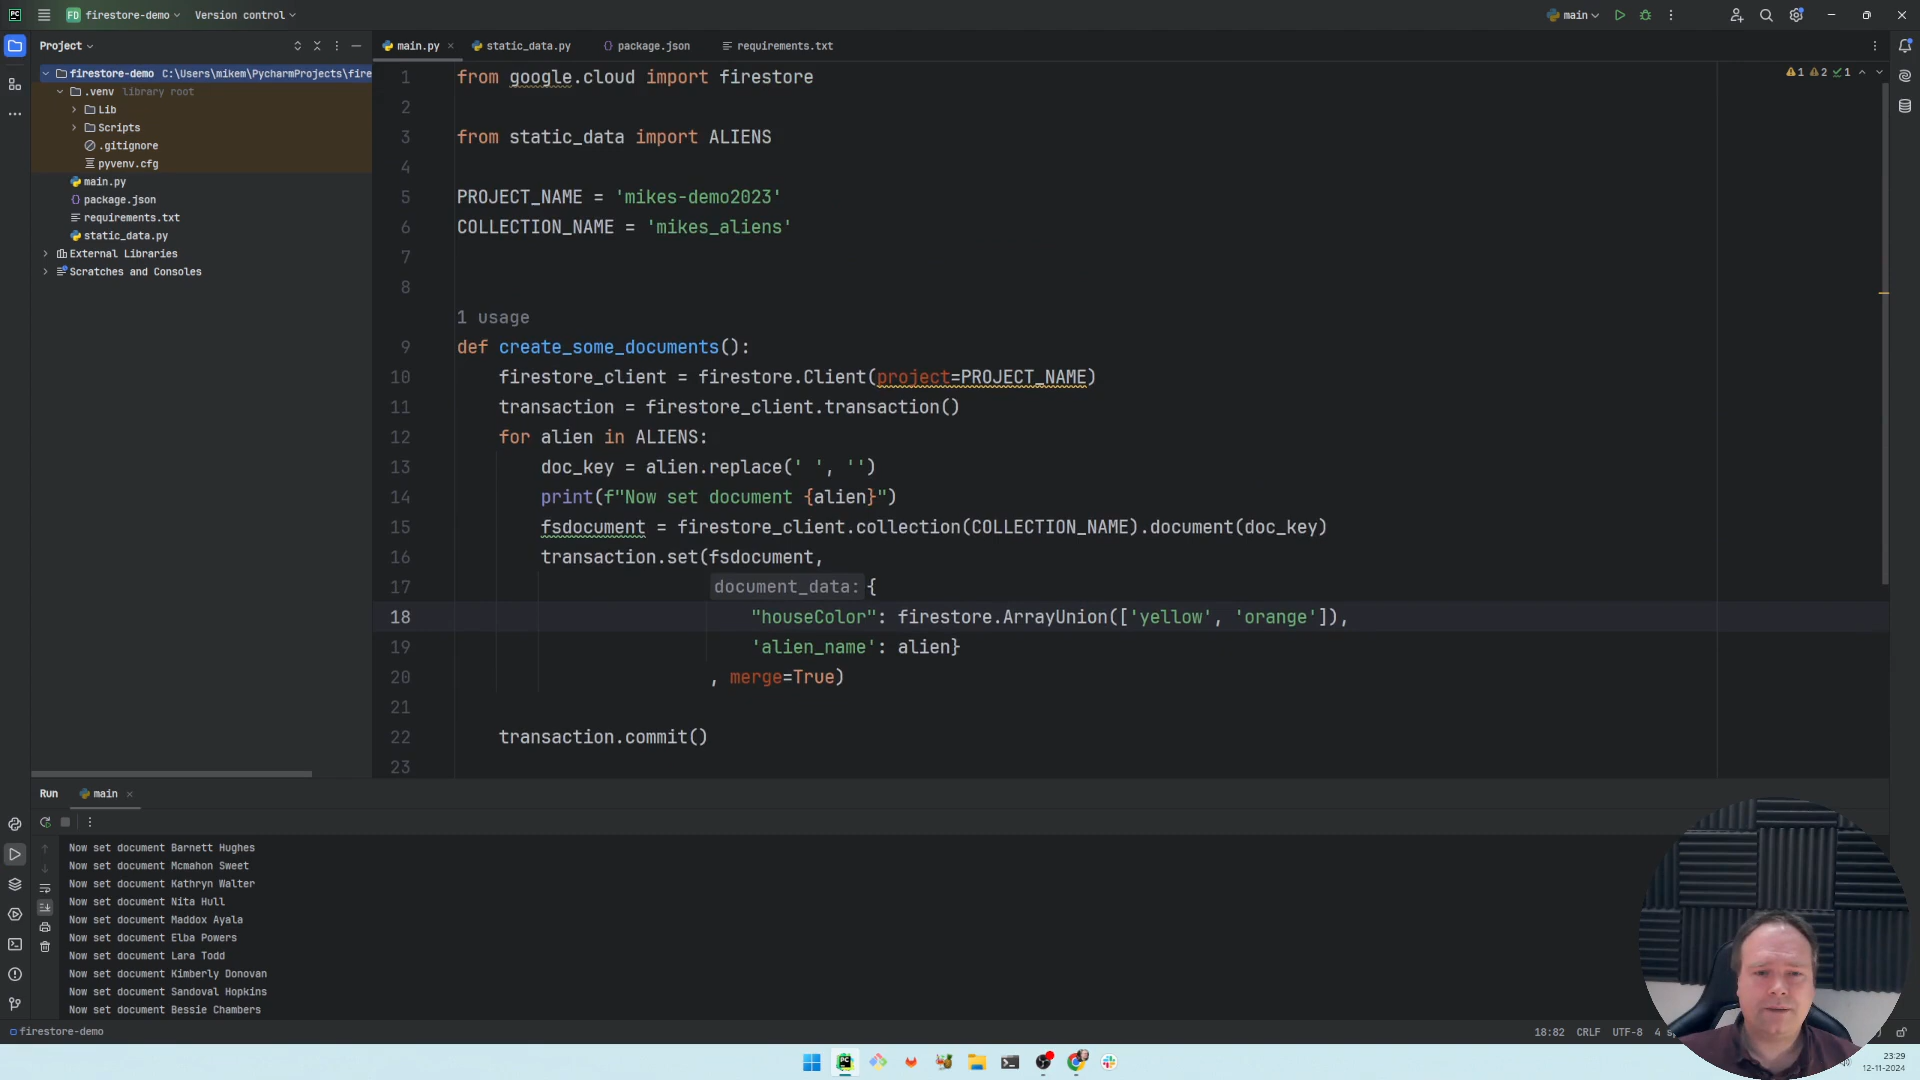 FD firestore-demo Version control main
Project
main.py
static_data.py
package.json
requirements.txt
firestore-demo C:\Users\mikem\PycharmProjects\fire
.venv library root
Lib
Scripts
.gitignore
pyvenv.cfg
main.py
package.json
requirements.txt
static_data.py
External Libraries
Scratches and Consoles
1 2 1
1 from google.cloud import firestore
2
3 from static_data import ALIENS
4
5 PROJECT_NAME = 'mikes-demo2023'
6 COLLECTION_NAME = 'mikes_aliens'
7
8
1 usage
9 def create_some_documents():
10 firestore_client = firestore.Client(project=PROJECT_NAME)
11 transaction = firestore_client.transaction()
12 for alien in ALIENS:
13 doc_key = alien.replace(' ', '')
14 print(f"Now set document {alien}")
15 fsdocument = firestore_client.collection(COLLECTION_NAME).document(doc_key)
16 transaction.set(fsdocument,
17 document_data: {
18 "houseColor": firestore.ArrayUnion(['yellow', 'orange']),
19 'alien_name': alien}
20 , merge=True)
21
22 transaction.commit()
23
Run main
Now set document Barnett Hughes
Now set document Mcmahon Sweet
Now set document Kathryn Walter
Now set document Nita Hull
Now set document Maddox Ayala
Now set document Elba Powers
Now set document Lara Todd
Now set document Kimberly Donovan
Now set document Sandoval Hopkins
Now set document Bessie Chambers
firestore-demo
18:82 CRLF UTF-8 4
23:29
12-11-2024